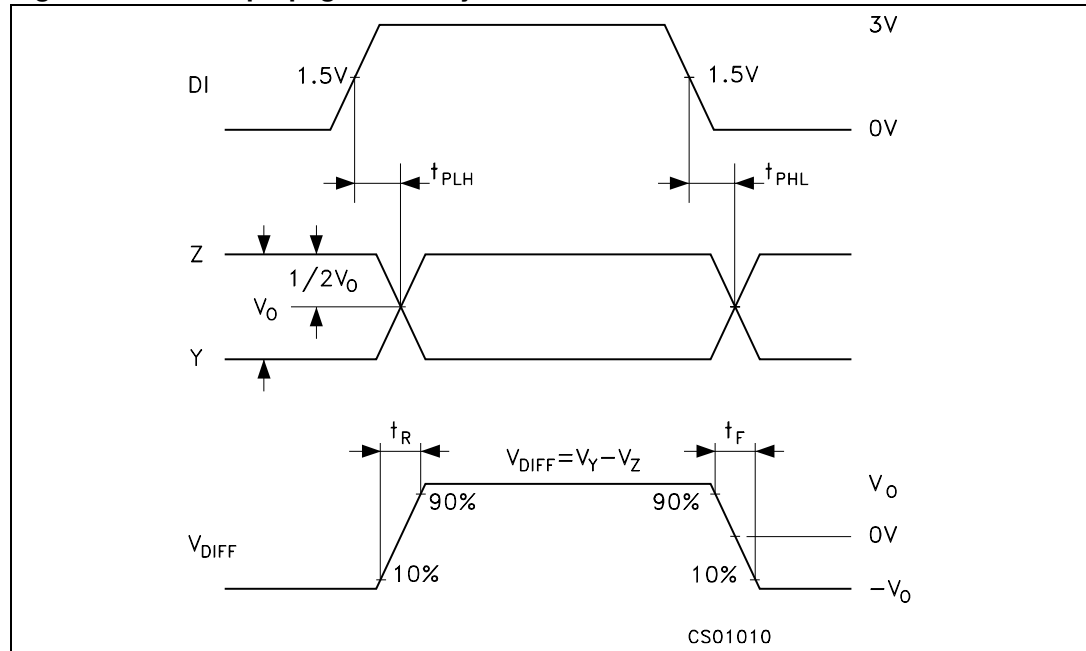 3V
1.5V
1.5V
DI
0V
tPLH
tPHL
Z
1/2VO
VO
Y
tR
tF
VDIFF=VY−VZ
VO
90%
90%
0V
VDIFF
10%
10%
−VO
CS01010